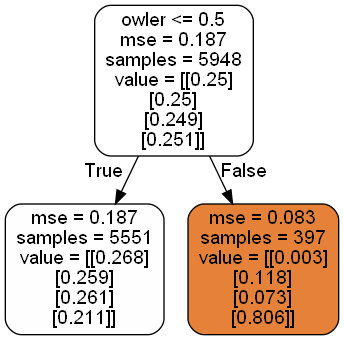 owler <= 0.5
mse = 0.187
samples = 5948
value = [[0.25]
[0.25]
[0.249]
[0.251]]
True
False
mse = 0.187
samples = 5551
value = [[0.268]
[0.259]
[0.261]
[0.211]]
mse = 0.083
samples = 397
value = [[0.003]
[0.118]
[0.073]
[0.806]]